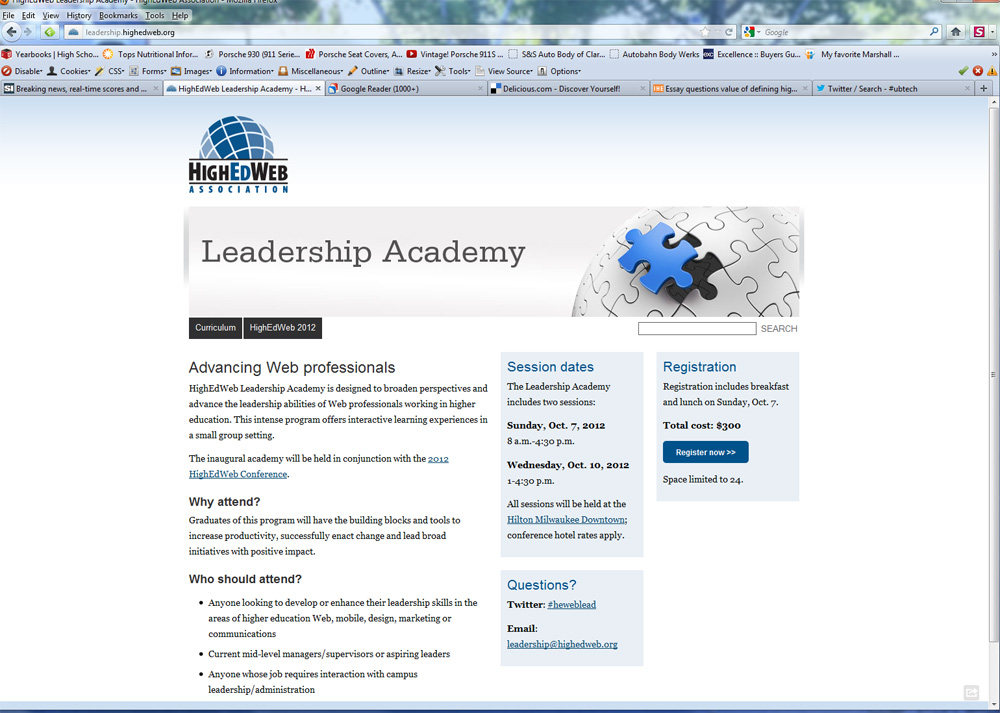 HighEdWeb Leadership Academy - HighEdWeb Association - Mozilla Firefox
File Edit View History Bookmarks Tools Help
leadership.highedweb.org
Google
Yearbooks | High Scho... Tops Nutritional Infor... Porsche 930 (911 Serie... Porsche Seat Covers, A... Vintage! Porsche 911S ... S&S Auto Body of Clar... Autobahn Body Werks Excellence :: Buyers Gu... My favorite Marshall ...
Disable Cookies CSS Forms Images Information Miscellaneous Outline Resize Tools View Source Options
Breaking news, real-time scores and ... HighEdWeb Leadership Academy - H... Google Reader (1000+) Delicious.com - Discover Yourself! Essay questions value of defining hig... Twitter / Search - #ubtech
HIGHEDWEB
ASSOCIATION
Leadership Academy
Curriculum HighEdWeb 2012
SEARCH
Advancing Web professionals
HighEdWeb Leadership Academy is designed to broaden perspectives and
advance the leadership abilities of Web professionals working in higher
education. This intense program offers interactive learning experiences in
a small group setting.
The inaugural academy will be held in conjunction with the 2012
HighEdWeb Conference.
Why attend?
Graduates of this program will have the building blocks and tools to
increase productivity, successfully enact change and lead broad
initiatives with positive impact.
Who should attend?
• Anyone looking to develop or enhance their leadership skills in the
areas of higher education Web, mobile, design, marketing or
communications
• Current mid-level managers/supervisors or aspiring leaders
• Anyone whose job requires interaction with campus
leadership/administration
Session dates
The Leadership Academy
includes two sessions:
Sunday, Oct. 7, 2012
8 a.m.-4:30 p.m.
Wednesday, Oct. 10, 2012
1-4:30 p.m.
All sessions will be held at the
Hilton Milwaukee Downtown;
conference hotel rates apply.
Questions?
Twitter: #heweblead
Email:
leadership@highedweb.org
Registration
Registration includes breakfast
and lunch on Sunday, Oct. 7.
Total cost: $300
Register now >>
Space limited to 24.